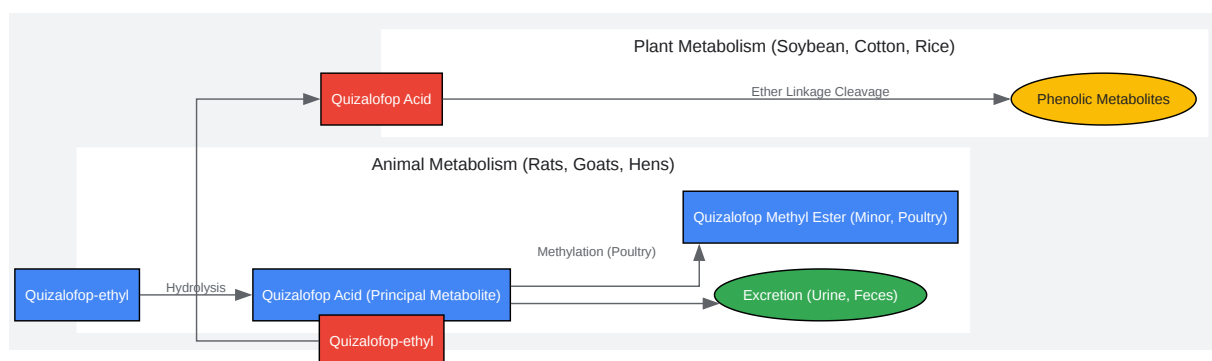 Plant Metabolism (Soybean, Cotton, Rice)
Quizalofop Acid
Ether Linkage Cleavage
Phenolic Metabolites
Animal Metabolism (Rats, Goats, Hens)
Quizalofop Methyl Ester (Minor, Poultry)
Methylation (Poultry)
Quizalofop-ethyl
Hydrolysis
Quizalofop Acid (Principal Metabolite)
Excretion (Urine, Feces)
Quizalofop-ethyl